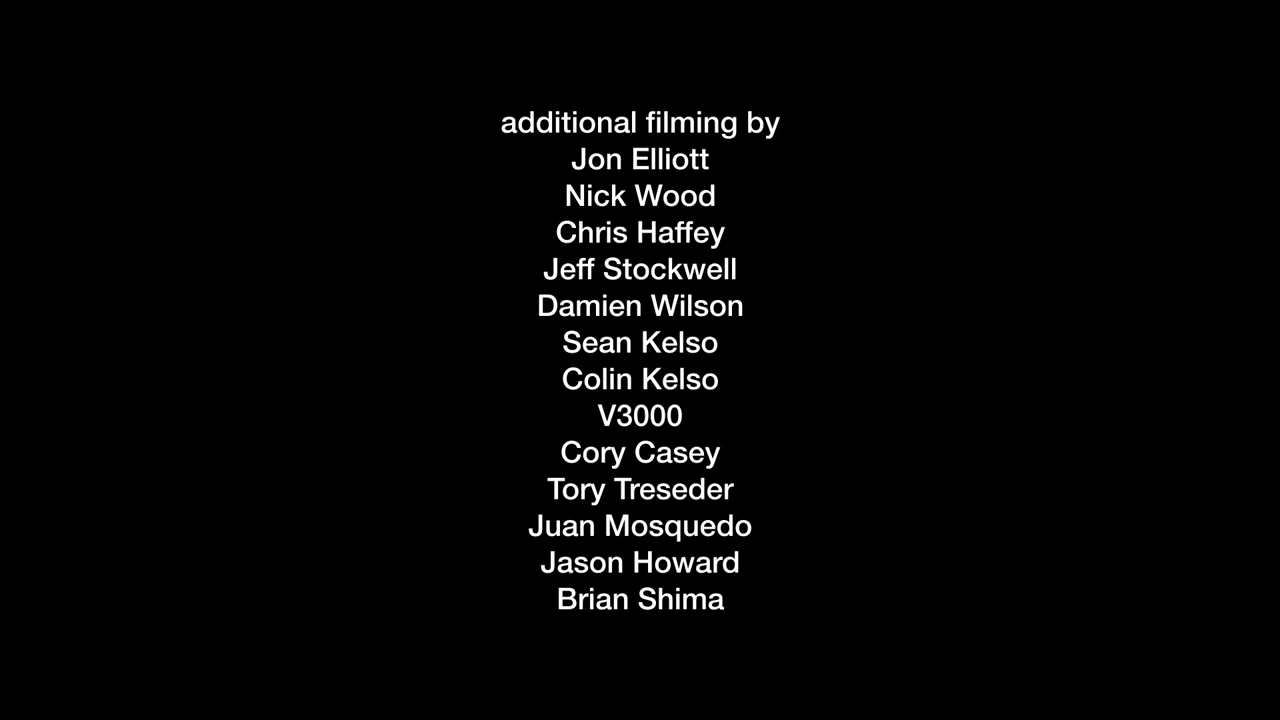 additional filming by
Jon Elliott
Nick Wood
Chris Haffey
Jeff Stockwell
Damien Wilson
Sean Kelso
Colin Kelso
V3000
Cory Casey
Tory Treseder
Juan Mosquedo
Jason Howard
Brian Shima